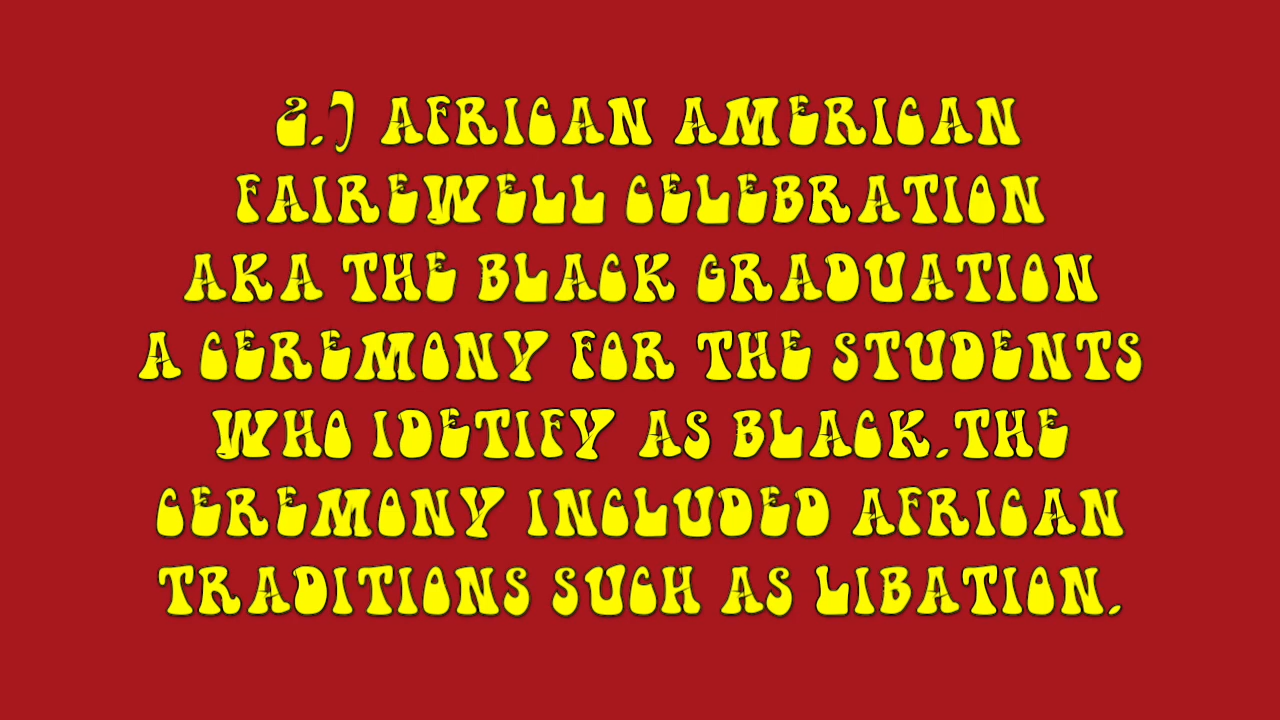 2.) AFRICAN AMERICAN
FAIREWELL CELEBRATION
AKA THE BLACK GRADUATION
A CEREMONY FOR THE STUDENTS
WHO IDETIFY AS BLACK.THE
CEREMONY INCLUDED AFRICAN
TRADITIONS SUCH AS LIBATION.